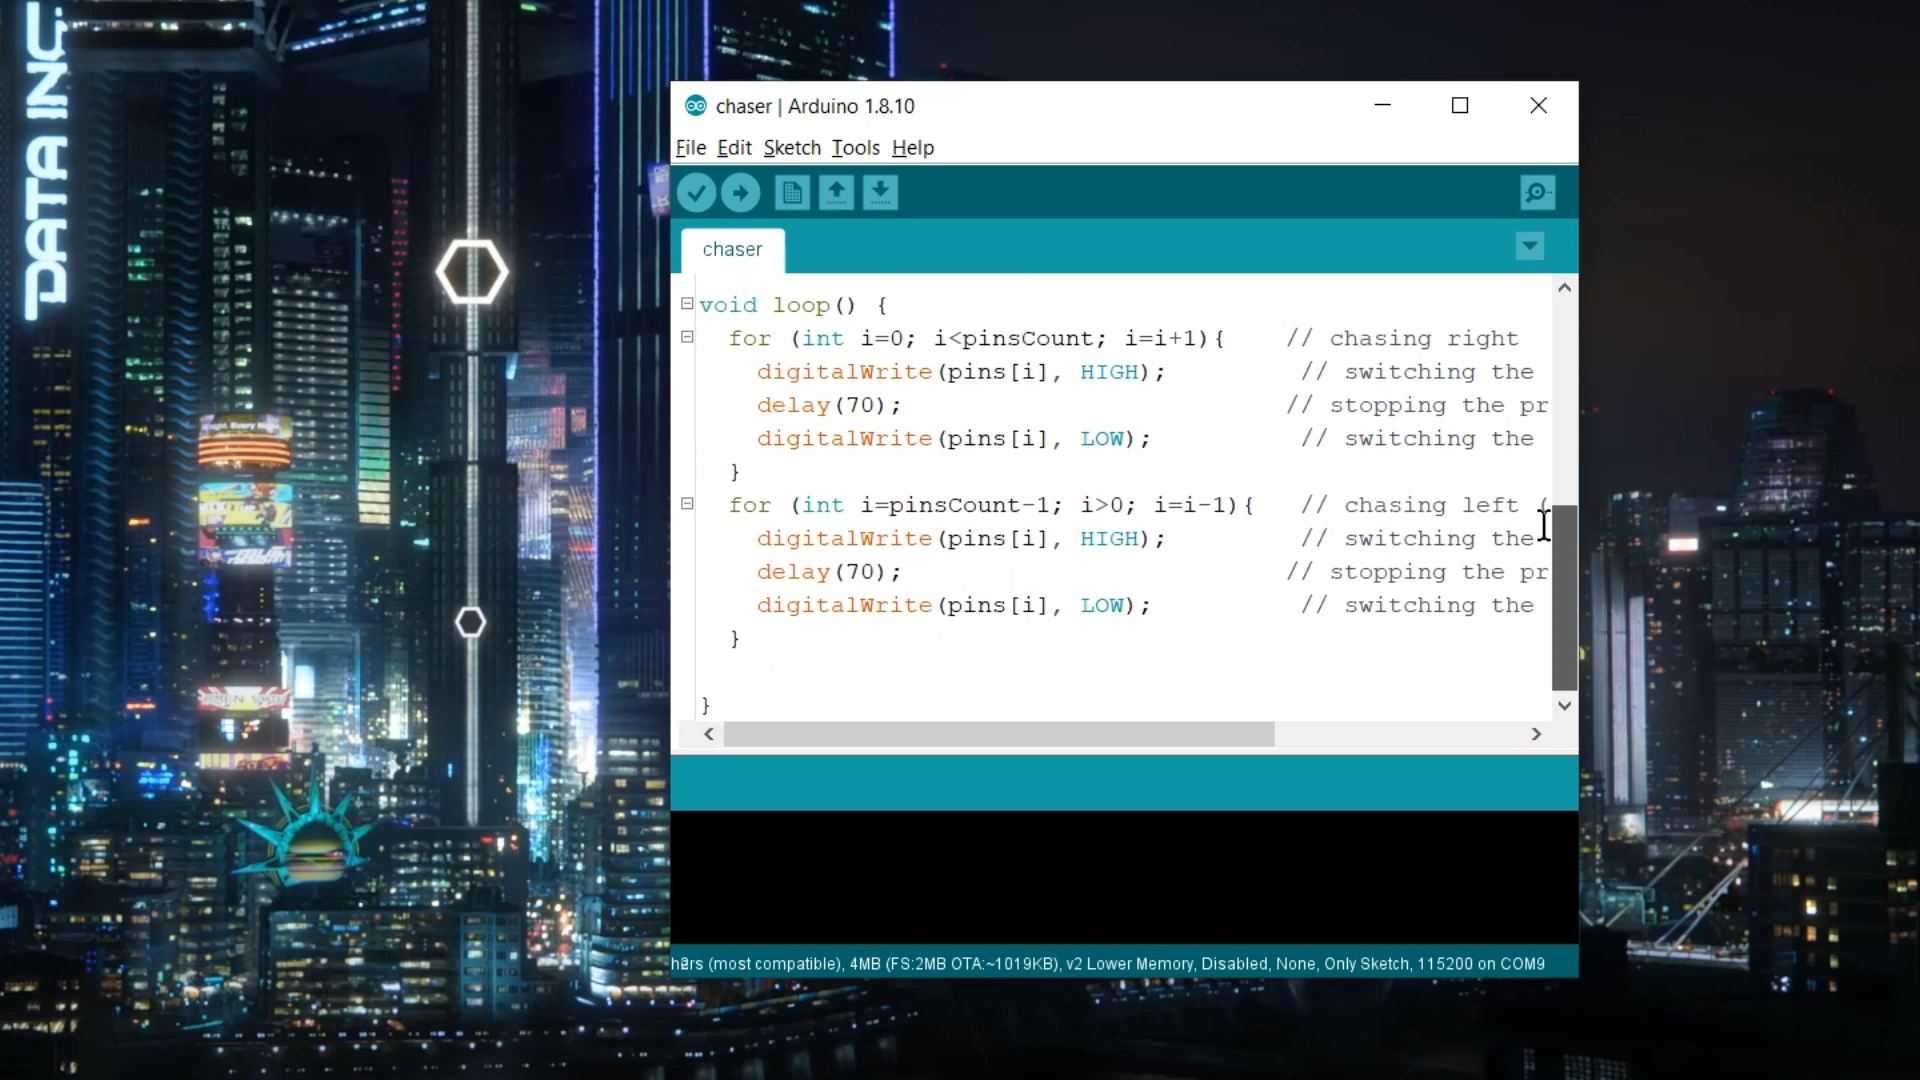 DATA INC.
chaser | Arduino 1.8.10
File Edit Sketch Tools Help
chaser
void loop() {
for (int i=0; i<pinsCount; i=i+1){ // chasing right
digitalWrite(pins[i], HIGH); // switching the
delay(70); // stopping the pr
digitalWrite(pins[i], LOW); // switching the
}
for (int i=pinsCount-1; i>0; i=i-1){ // chasing left (
digitalWrite(pins[i], HIGH); // switching the
delay(70); // stopping the pr
digitalWrite(pins[i], LOW); // switching the
}
}
(most compatible), 4MB (FS:2MB OTA:~1019KB), v2 Lower Memory, Disabled, None, Only Sketch, 115200 on COM9